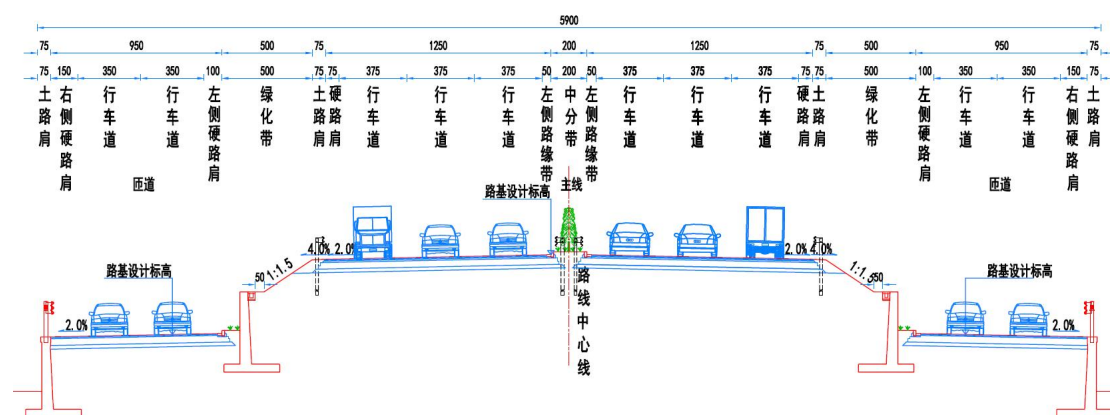 5900
75 950 500 75 1250 200 1250 75 500 950 75
75 150 350 350 100 500 75 75 375 375 375 50 200 50 375 375 375 75 75 500 100 350 350 150 75
土路肩 右侧硬路肩 行车道 行车道 左侧硬路肩 绿化带 土路肩 硬路肩 行车道 行车道 行车道 左侧路缘带 中分带 左侧路缘带 行车道 行车道 行车道 硬路肩 土路肩 绿化带 左侧硬路肩 行车道 行车道 右侧硬路肩 土路肩
匝道 主线 匝道
路基设计标高
4.0% 2.0% 2.0% 4.0%
路基设计标高 50 1:1.5 路线中心线 1:1.5 50 路基设计标高
2.0% 2.0%